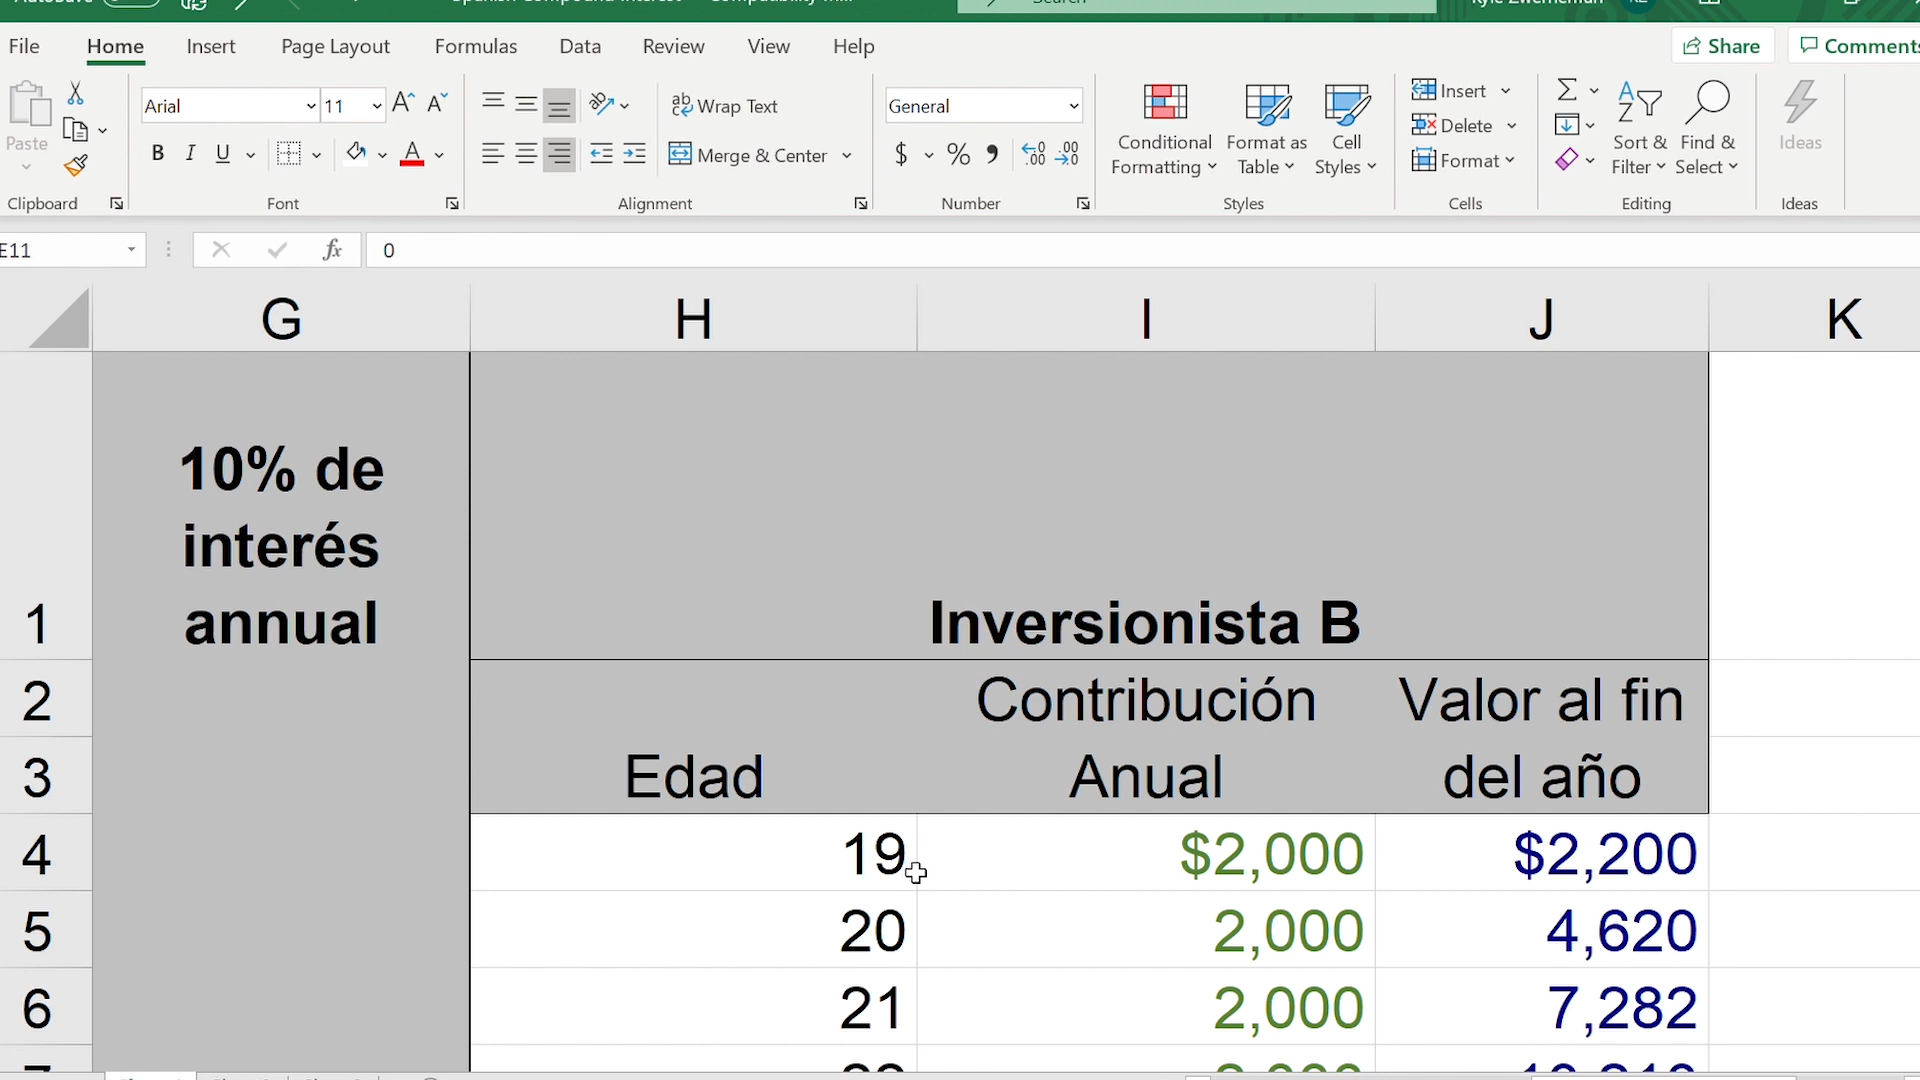 File Home Insert Page Layout Formulas Data Review View Help Share Comments
Arial 11 Wrap Text General Insert
Paste Conditional Format as Cell Delete Sort & Find & Ideas
B I U A Merge & Center $ % Formatting Table Styles Format Filter Select
Clipboard Font Alignment Number Styles Cells Editing Ideas
E11 fx 0
G H I J K
10% de
interés
1 annual Inversionista B
2 Contribución Valor al fin
3 Edad Anual del año
4 19 $2,000 $2,200
5 20 2,000 4,620
6 21 2,000 7,282